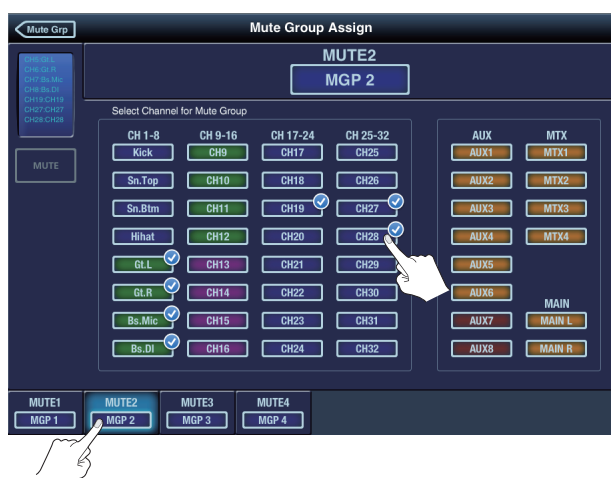 Mute Grp
Mute Group Assign
CH5:Gt.L
CH6:Gt.R
CH7:Bs.Mic
CH8:Bs.DI
CH19:CH19
CH27:CH27
CH28:CH28
MUTE
MUTE2
MGP 2
Select Channel for Mute Group
CH 1-8 CH 9-16 CH 17-24 CH 25-32 AUX MTX
Kick CH9 CH17 CH25 AUX1 MTX1
Sn.Top CH10 CH18 CH26 AUX2 MTX2
Sn.Btm CH11 CH19 CH27 AUX3 MTX3
Hihat CH12 CH20 CH28 AUX4 MTX4
Gt.L CH13 CH21 CH29 AUX5
Gt.R CH14 CH22 CH30 AUX6
MAIN
Bs.Mic CH15 CH23 CH31 AUX7 MAIN L
Bs.DI CH16 CH24 CH32 AUX8 MAIN R
MUTE1 MUTE2 MUTE3 MUTE4
MGP 1 MGP 2 MGP 3 MGP 4